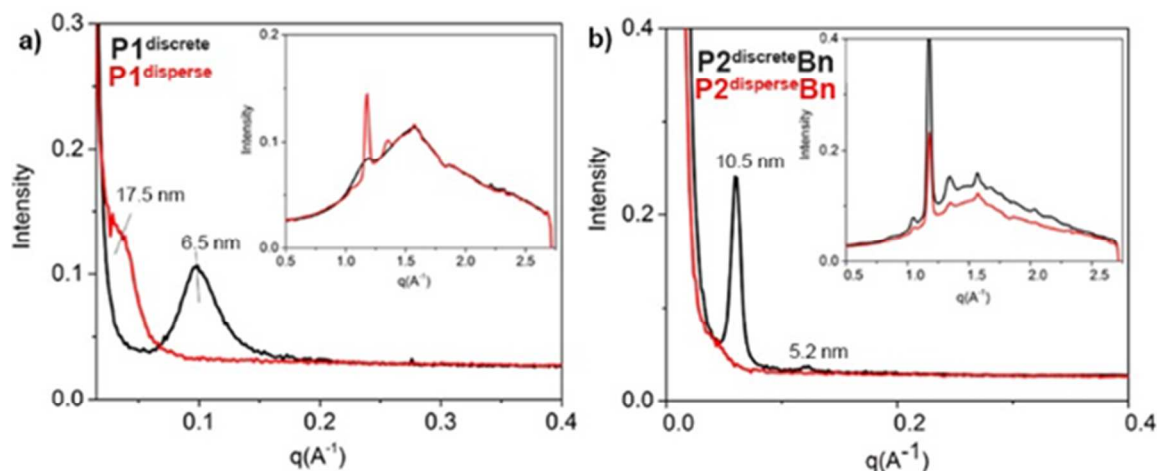 a)
P1discrete
P1disperse
17.5 nm
6.5 nm
Intensity
0.3
0.2
0.1
0.0
0.1
0.2
0.3
0.4
q(A-1)
Intensity
0.2
0.1
0.0
0.5
1.0
1.5
2.0
2.5
q(A-1)
b)
P2discreteBn
P2disperseBn
10.5 nm
5.2 nm
Intensity
0.4
0.2
0.0
0.0
0.2
0.4
q(A-1)
Intensity
0.4
0.2
0.0
0.5
1.0
1.5
2.0
2.5
q(A-1)